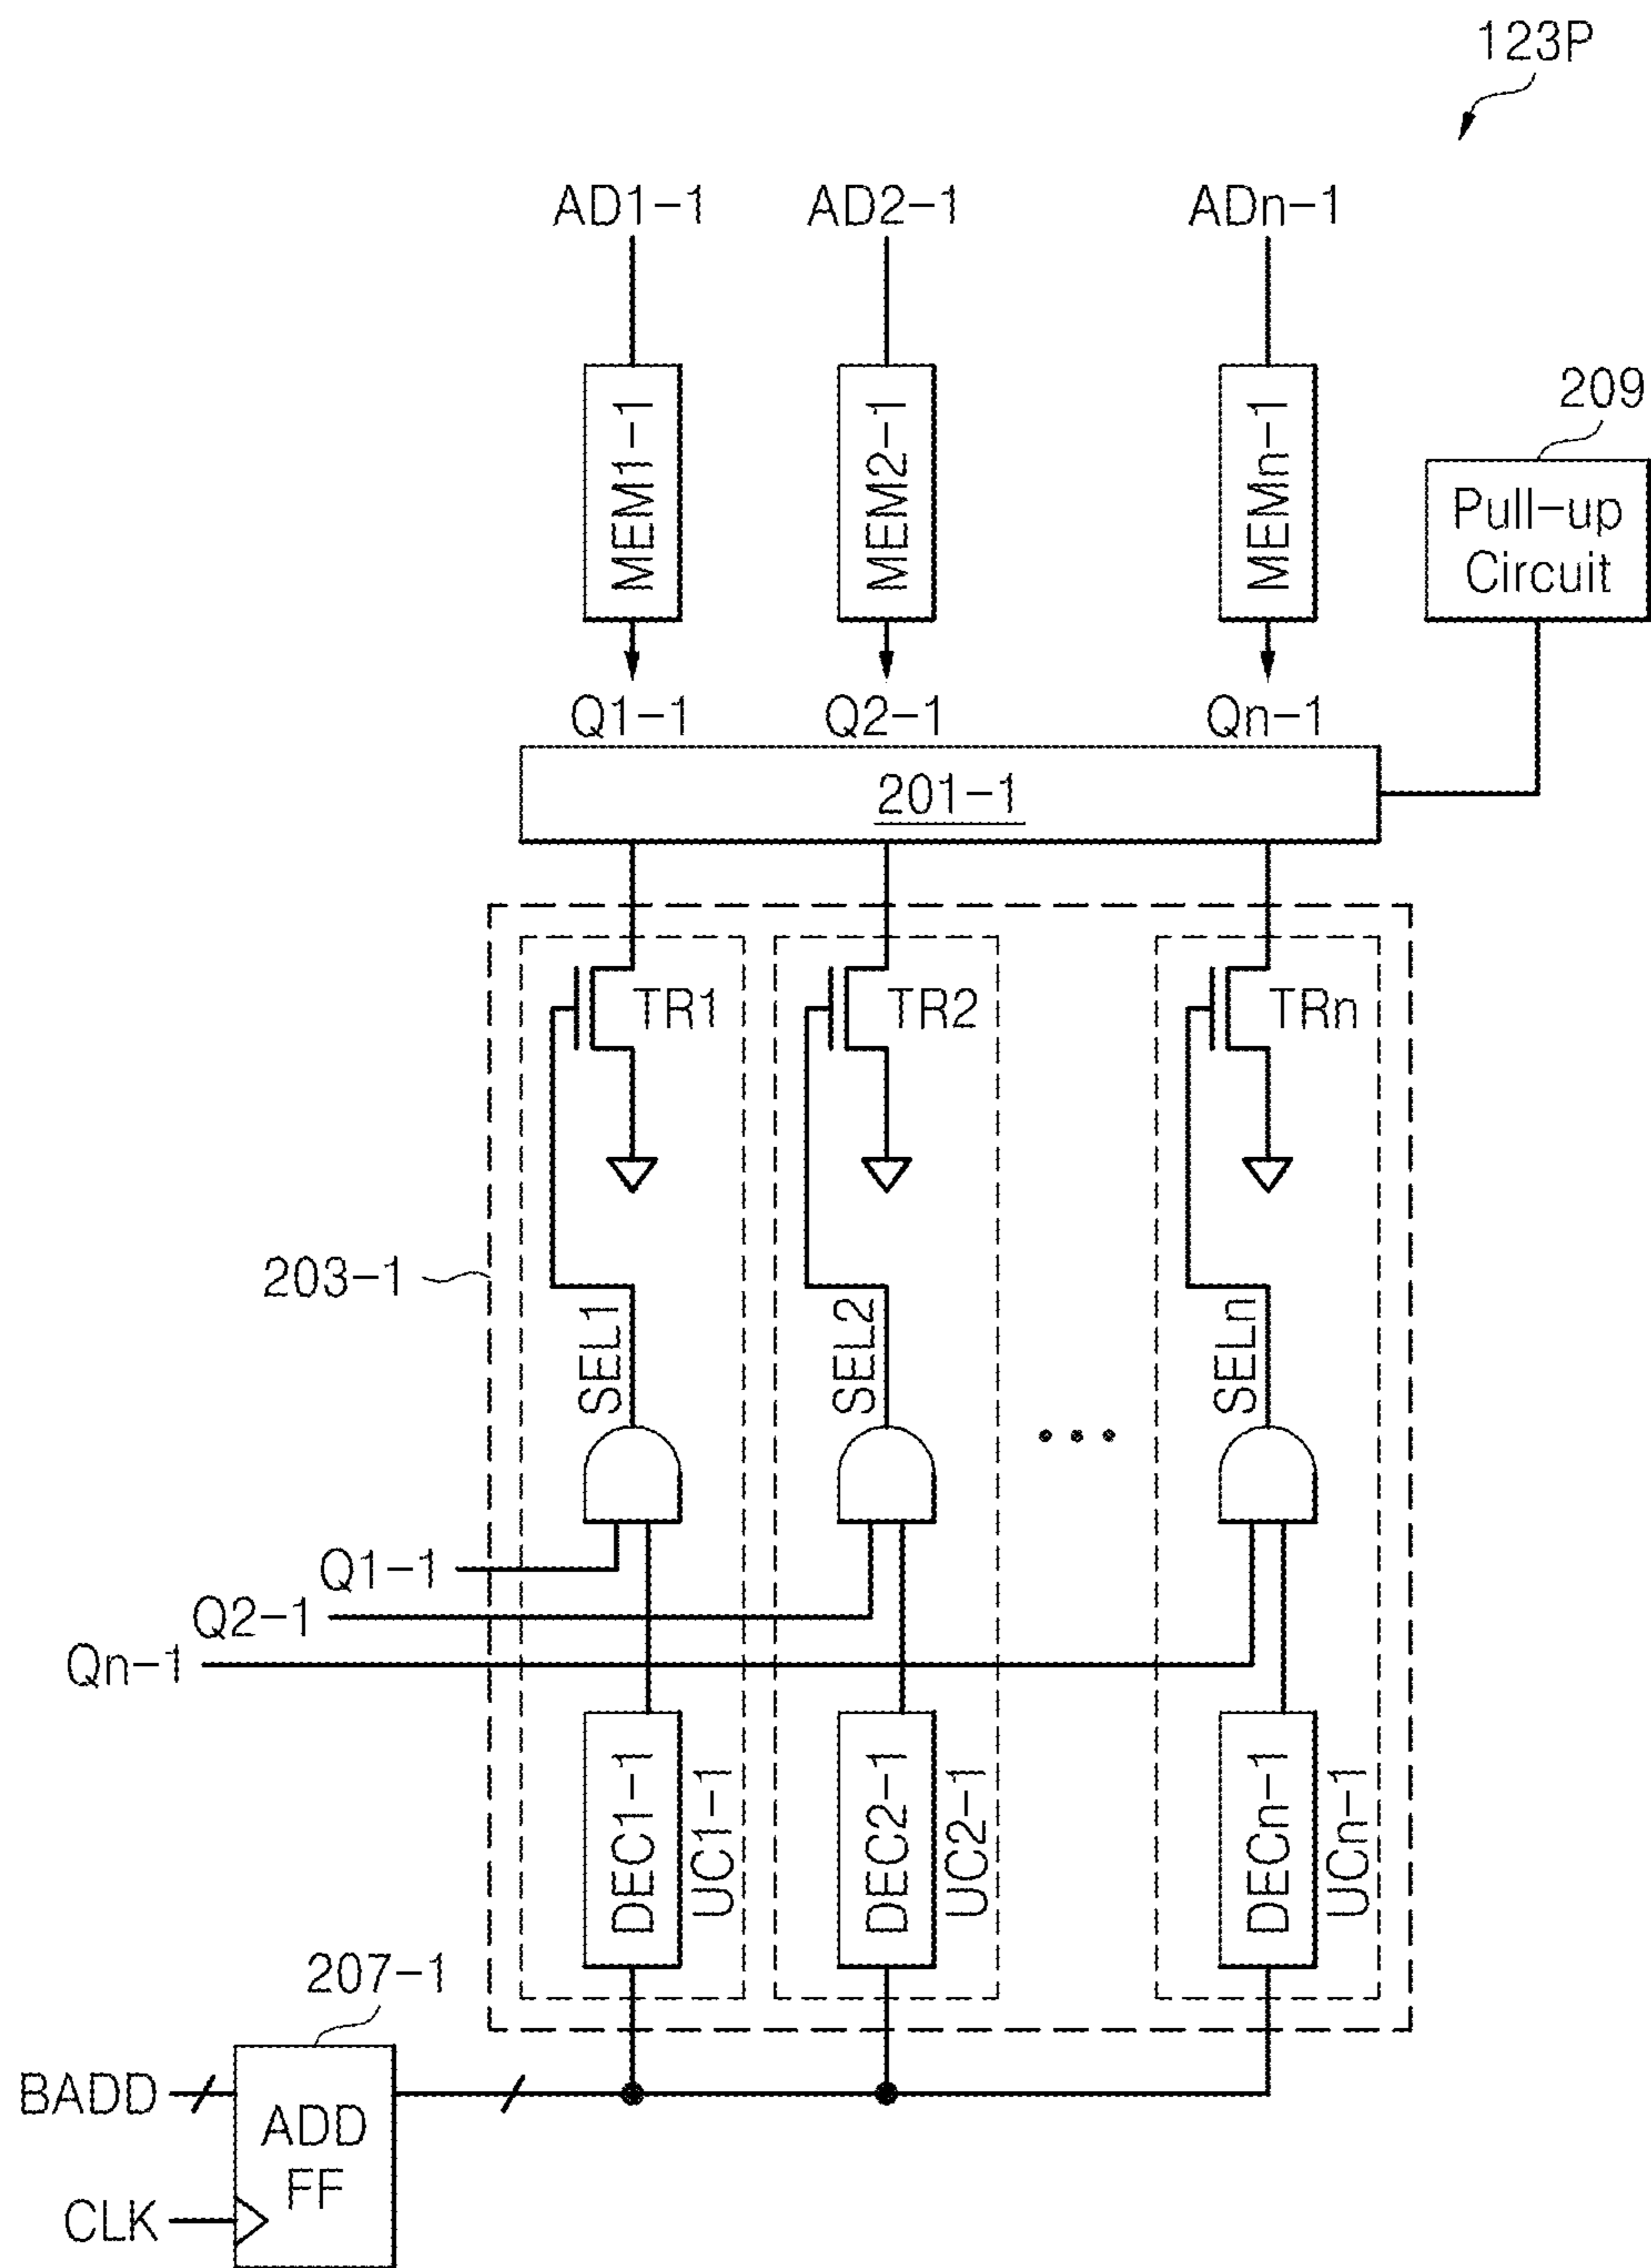 123P
AD1-1 AD2-1 ADn-1
MEM1-1 MEM2-1 MEMn-1
209
Pull-up
Circuit
Q1-1 Q2-1 Qn-1
201-1
TR1 TR2 TRn
203-1
SEL1 SEL2 SELn
Q1-1
Q2-1
Qn-1
DEC1-1 UC1-1 DEC2-1 UC2-1 DECn-1 UCn-1
207-1
BADD
ADD
FF
CLK